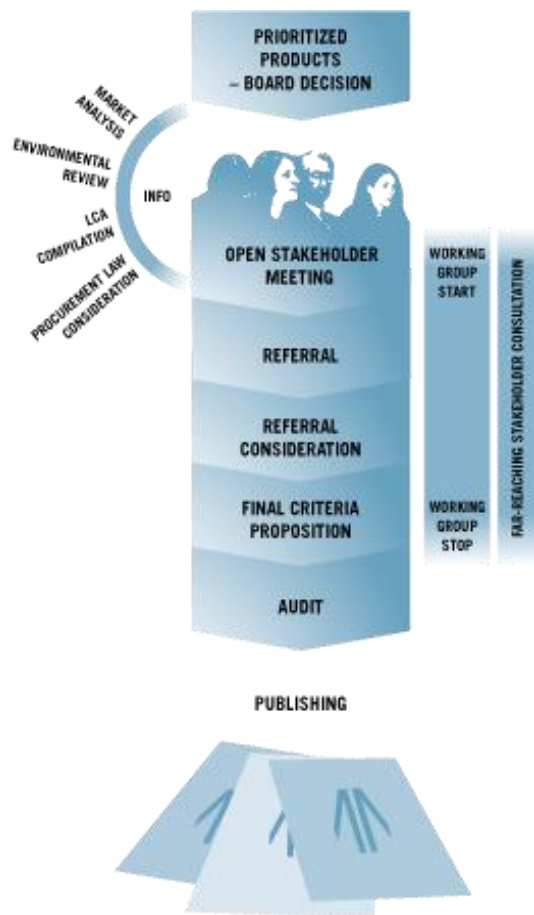 PRIORITIZED
PRODUCTS
– BOARD DECISION
MARKET
ANALYSIS
ENVIRONMENTAL
REVIEW
LCA
COMPILATION
PROCUREMENT LAW
CONSIDERATION
INFO
OPEN STAKEHOLDER
MEETING
WORKING
GROUP
START
FAR-REACHING STAKEHOLDER CONSULTATION
REFERRAL
REFERRAL
CONSIDERATION
FINAL CRITERIA
PROPOSITION
WORKING
GROUP
STOP
AUDIT
PUBLISHING